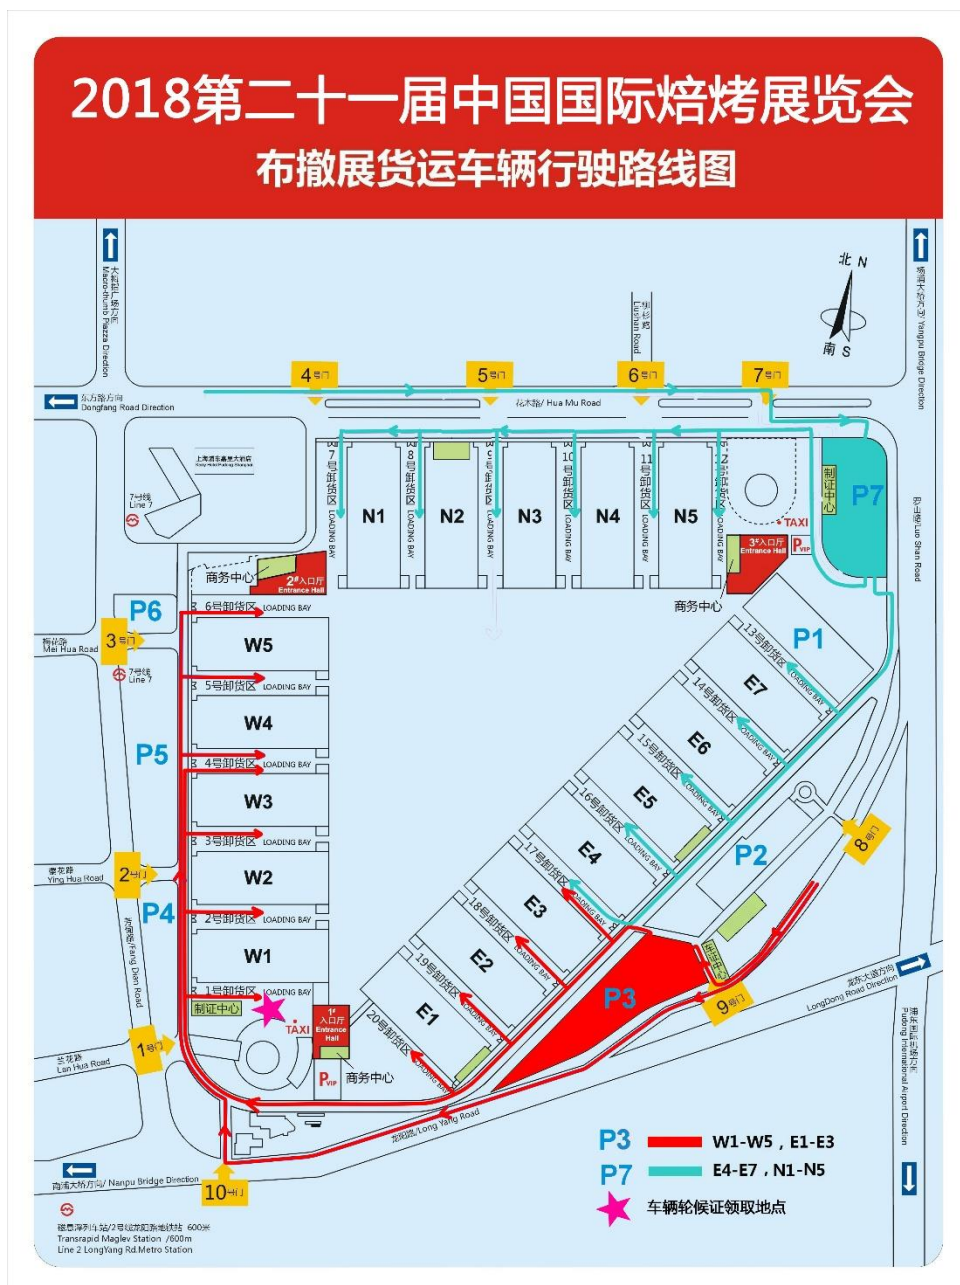 2018第二十一届中国国际焙烤展览会
布撤展货运车辆行驶路线图
北 N
南 S
大拇指广场方向
Macro-thumb Plazza Direction
杨浦大桥方向/ Yangpu Bridge Direction
Liushan Road
4号门
5号门
6号门
7号门
东方路方向
Dongfang Road Direction
花木路/ Hua Mu Road
上海浦东嘉里大酒店
7号线
Line 7
7号卸货区 LOADING BAY
8号卸货区 LOADING BAY
9号卸货区 LOADING BAY
10号卸货区 LOADING BAY
11号卸货区 LOADING BAY
12号卸货区 LOADING BAY
N1
N2
N3
N4
N5
制证中心
P7
TAXI
罗山路/Luo Shan Road
商务中心
2#入口厅
Entrance Hall
3#入口厅
Entrance Hall
PVIP
商务中心
P6
6号卸货区 LOADING BAY
3号门
梅花路
Mei Hua Road
7号线
Line 7
W5
5号卸货区 LOADING BAY
P5
W4
4号卸货区 LOADING BAY
W3
3号卸货区 LOADING BAY
2号门
Ying Hua Road
W2
P4
2号卸货区 LOADING BAY
芳甸路/Fang Dian Road
W1
1号卸货区 LOADING BAY
制证中心
TAXI
1#
入口厅
Entrance
Hall
PVIP
商务中心
1号门
兰花路
Lan Hua Road
P1
13号卸货区 LOADING BAY
E7
14号卸货区 LOADING BAY
E6
15号卸货区 LOADING BAY
E5
16号卸货区 LOADING BAY
E4
17号卸货区 LOADING BAY
E3
18号卸货区 LOADING BAY
E2
19号卸货区 LOADING BAY
E1
20号卸货区 LOADING BAY
P2
8号门
P3
9号门
龙东大道方向
LongDong Road Direction
浦东国际机场方向
Pudong International Airport Direction
龙阳路/Long Yang Road
南浦大桥方向/ Nanpu Bridge Direction
10号门
磁悬浮列车站/2号线龙阳路地铁站 600米
Transrapid Maglev Station /600m
Line 2 LongYang Rd.Metro Station
P3 W1-W5，E1-E3
P7 E4-E7，N1-N5
车辆轮候证领取地点